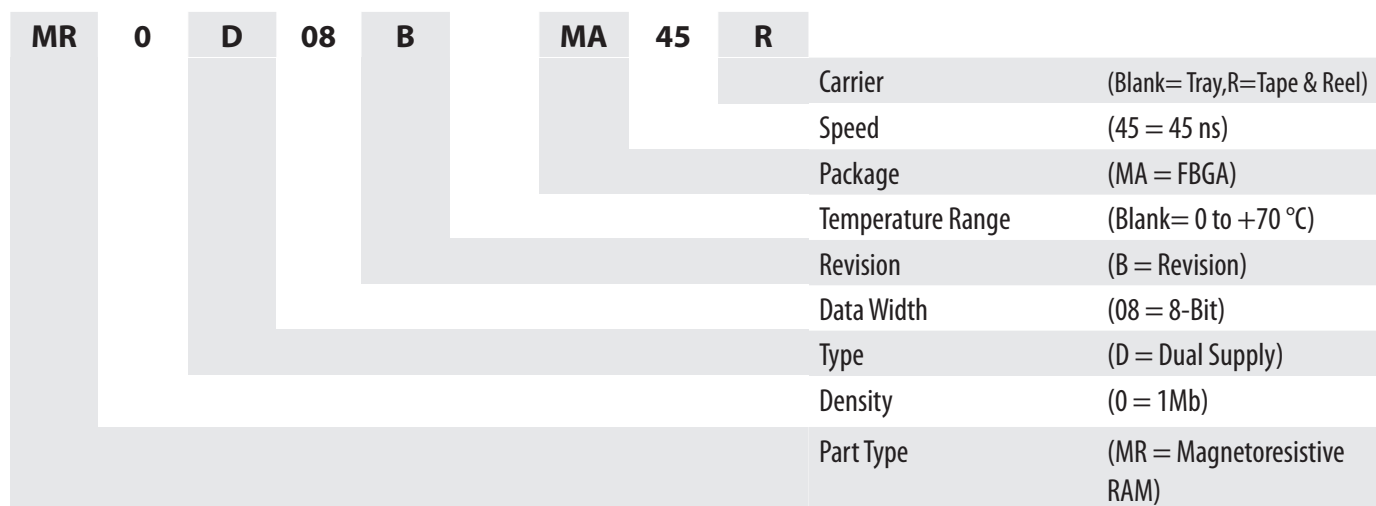 MR 0 D 08 B MA 45 R
Carrier (Blank= Tray,R=Tape & Reel)
Speed (45 = 45 ns)
Package (MA = FBGA)
Temperature Range (Blank= 0 to +70 °C)
Revision (B = Revision)
Data Width (08 = 8-Bit)
Type (D = Dual Supply)
Density (0 = 1Mb)
Part Type (MR = Magnetoresistive
RAM)